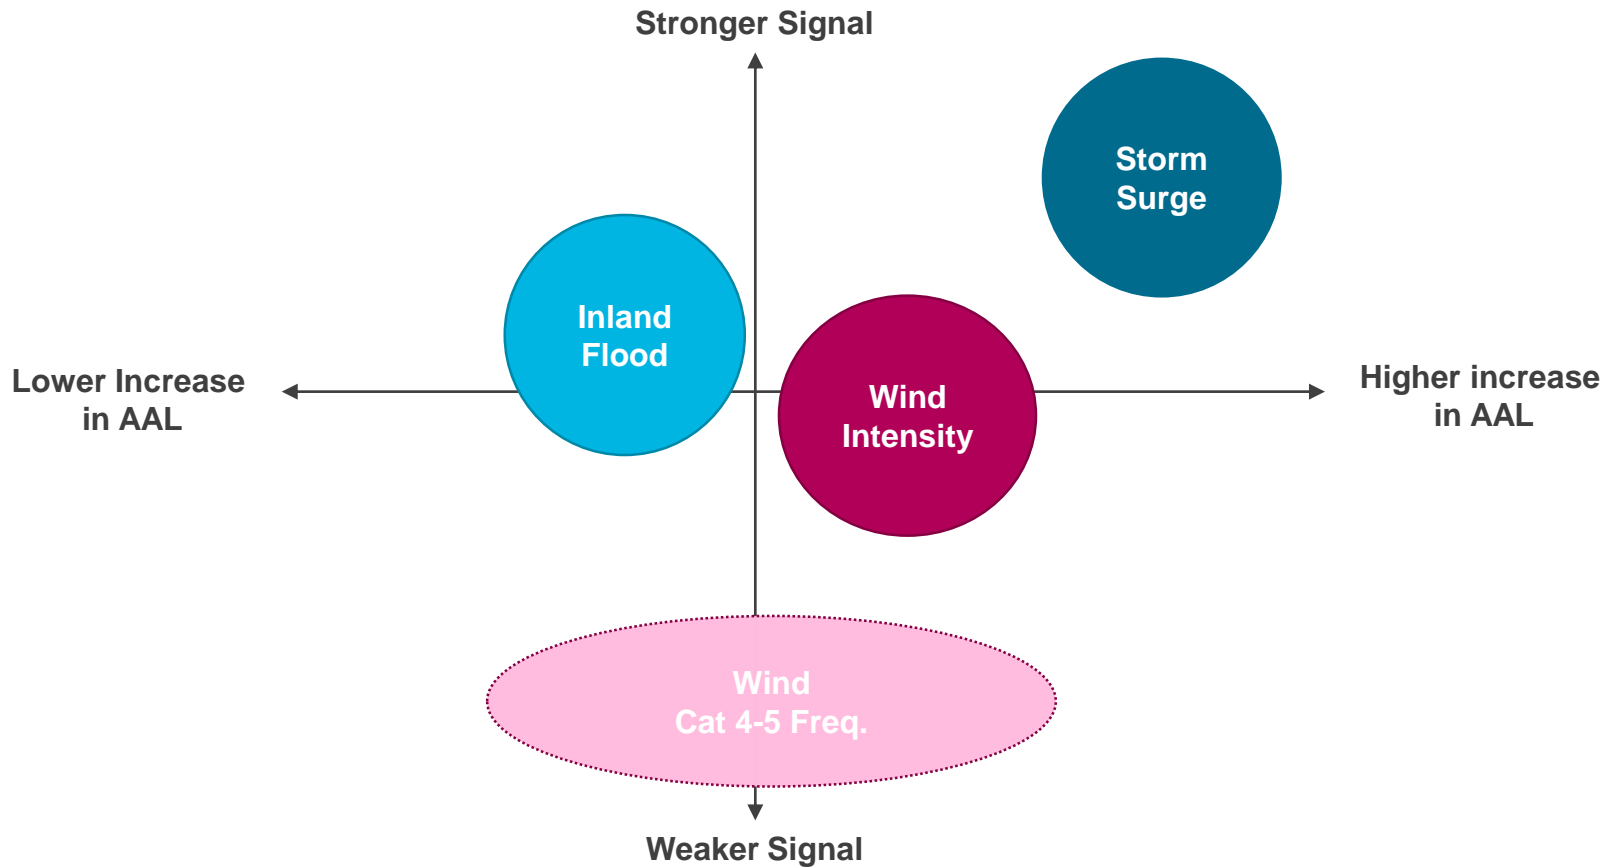 Stronger Signal
Storm
Surge
Inland
Flood
Lower Increase
in AAL
Wind
Intensity
Higher increase
in AAL
Wind
Cat 4-5 Freq.
Weaker Signal